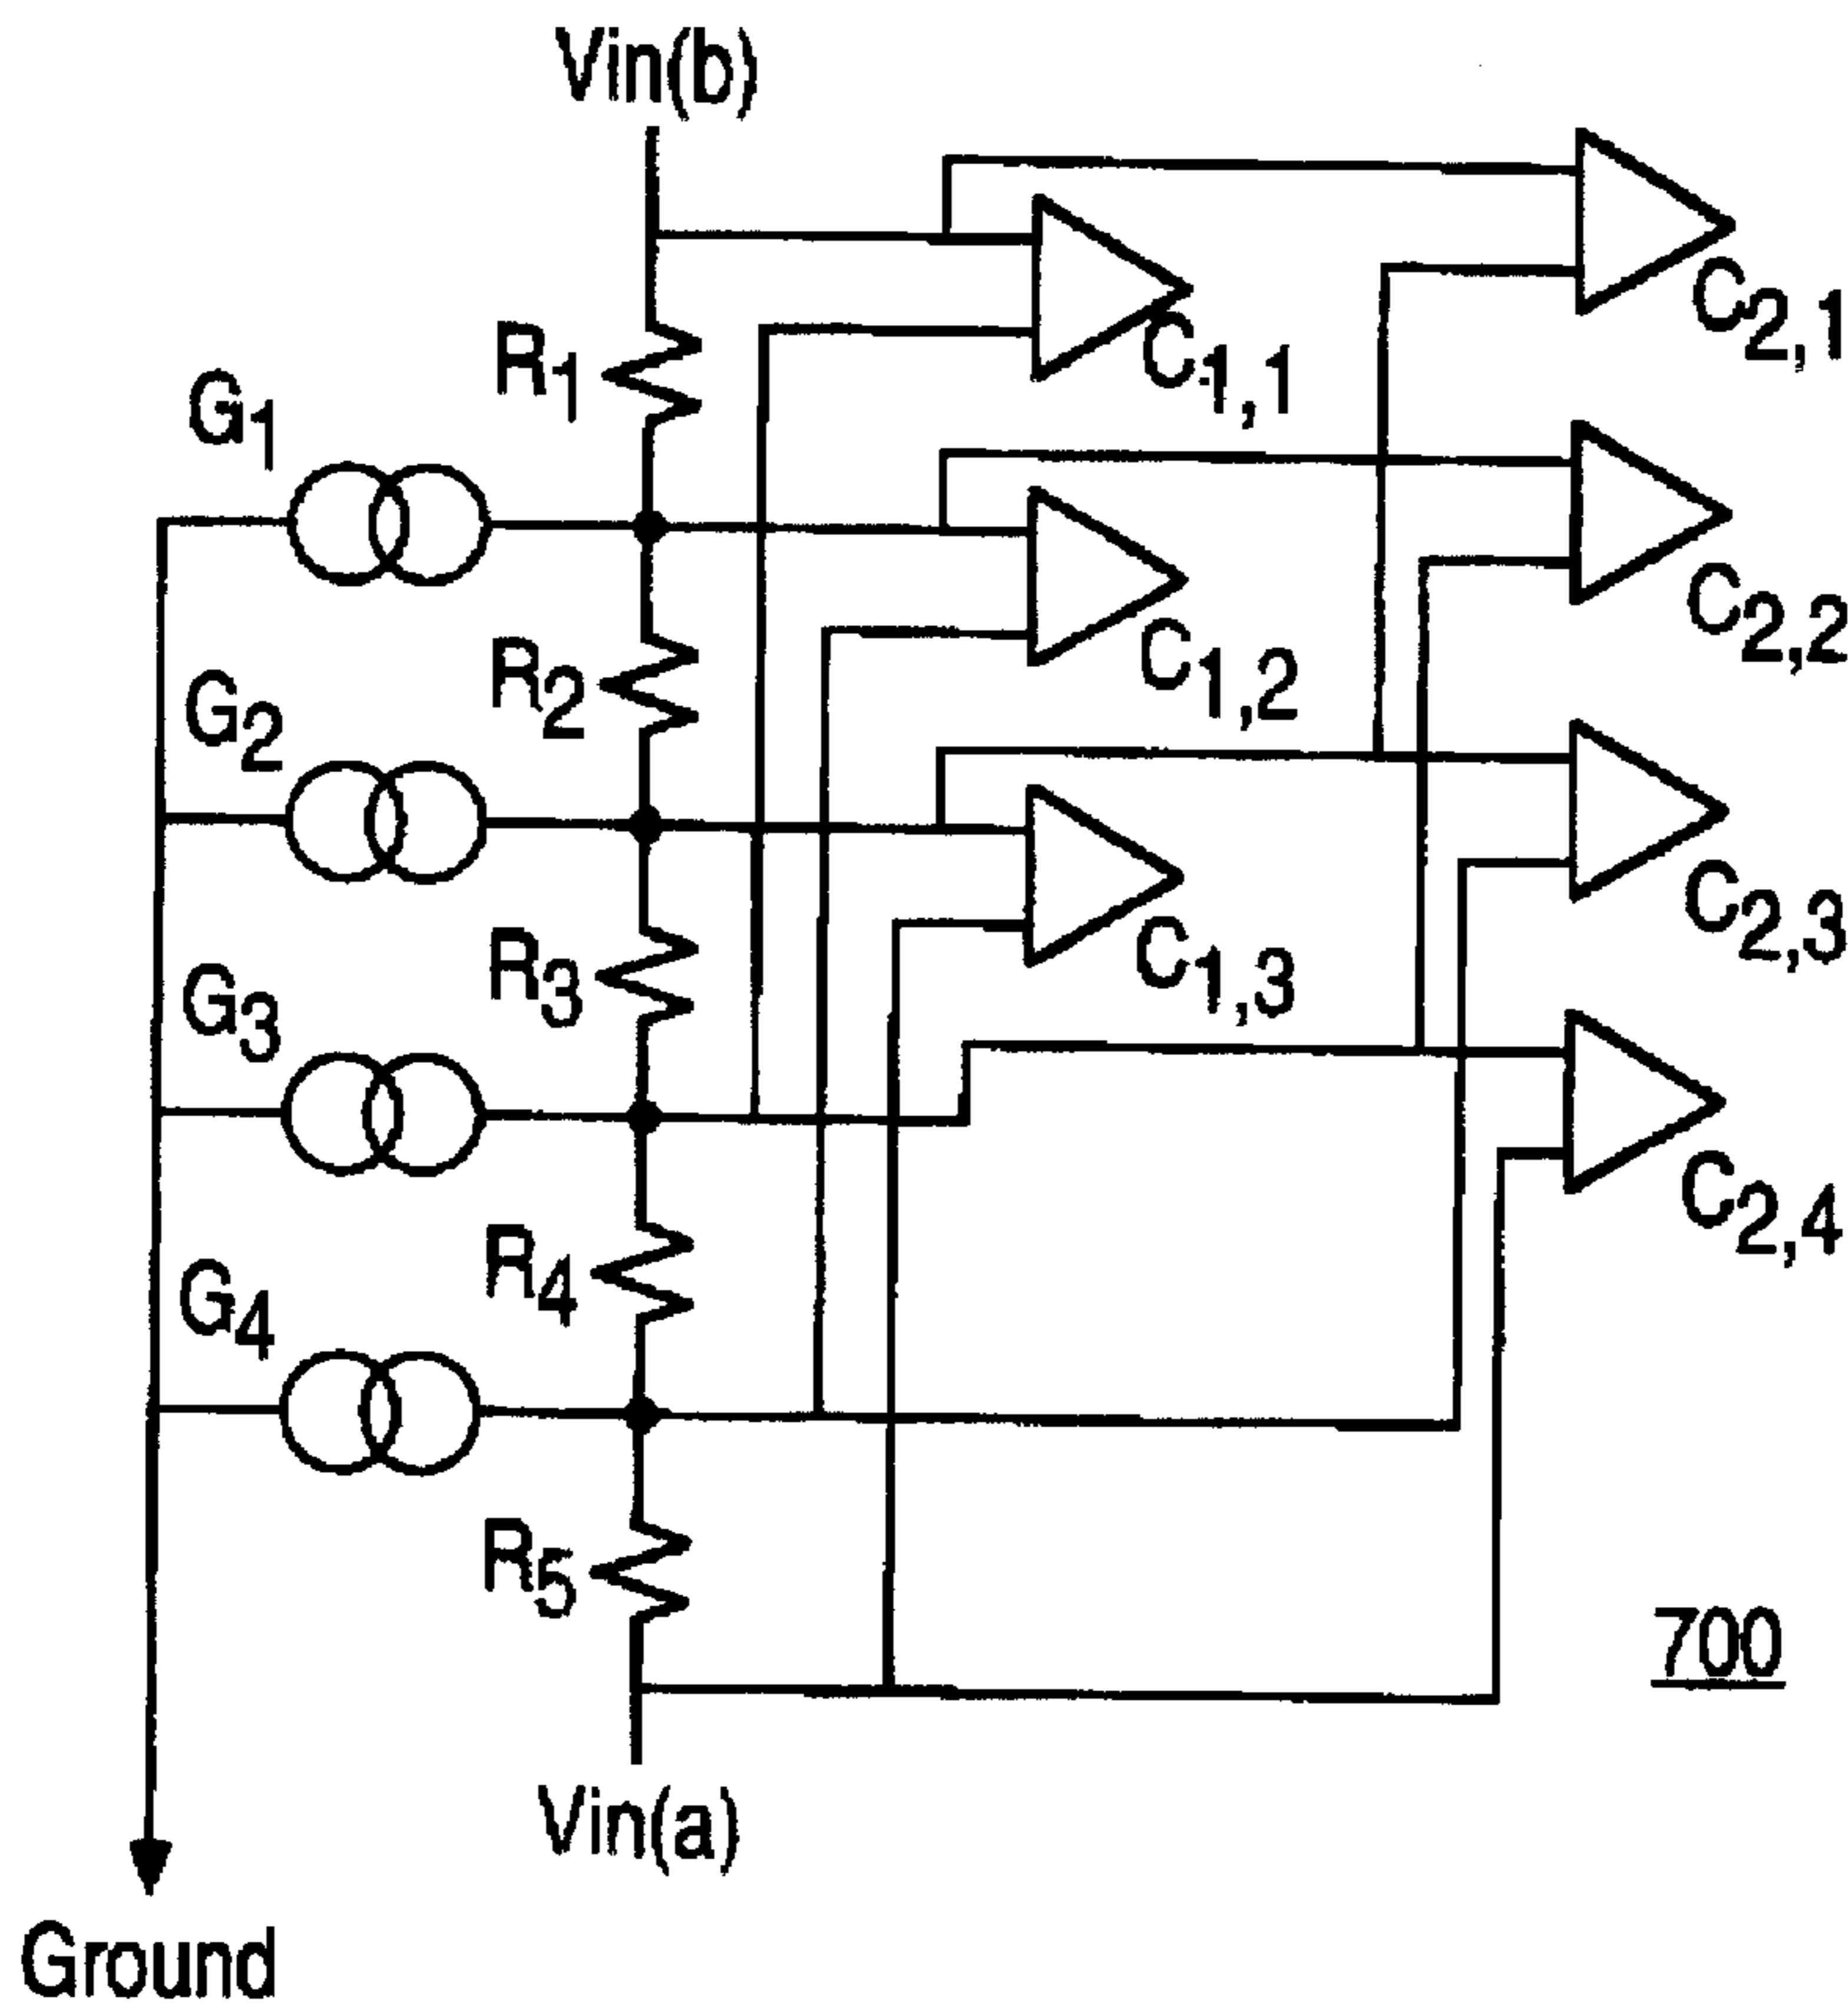 Vin(b)
C2,1
R1
C1,1
G1
C2,2
R2
C1,2
G2
C2,3
R3
C1,3
G3
C2,4
R4
G4
R5
700
Vin(a)
Ground